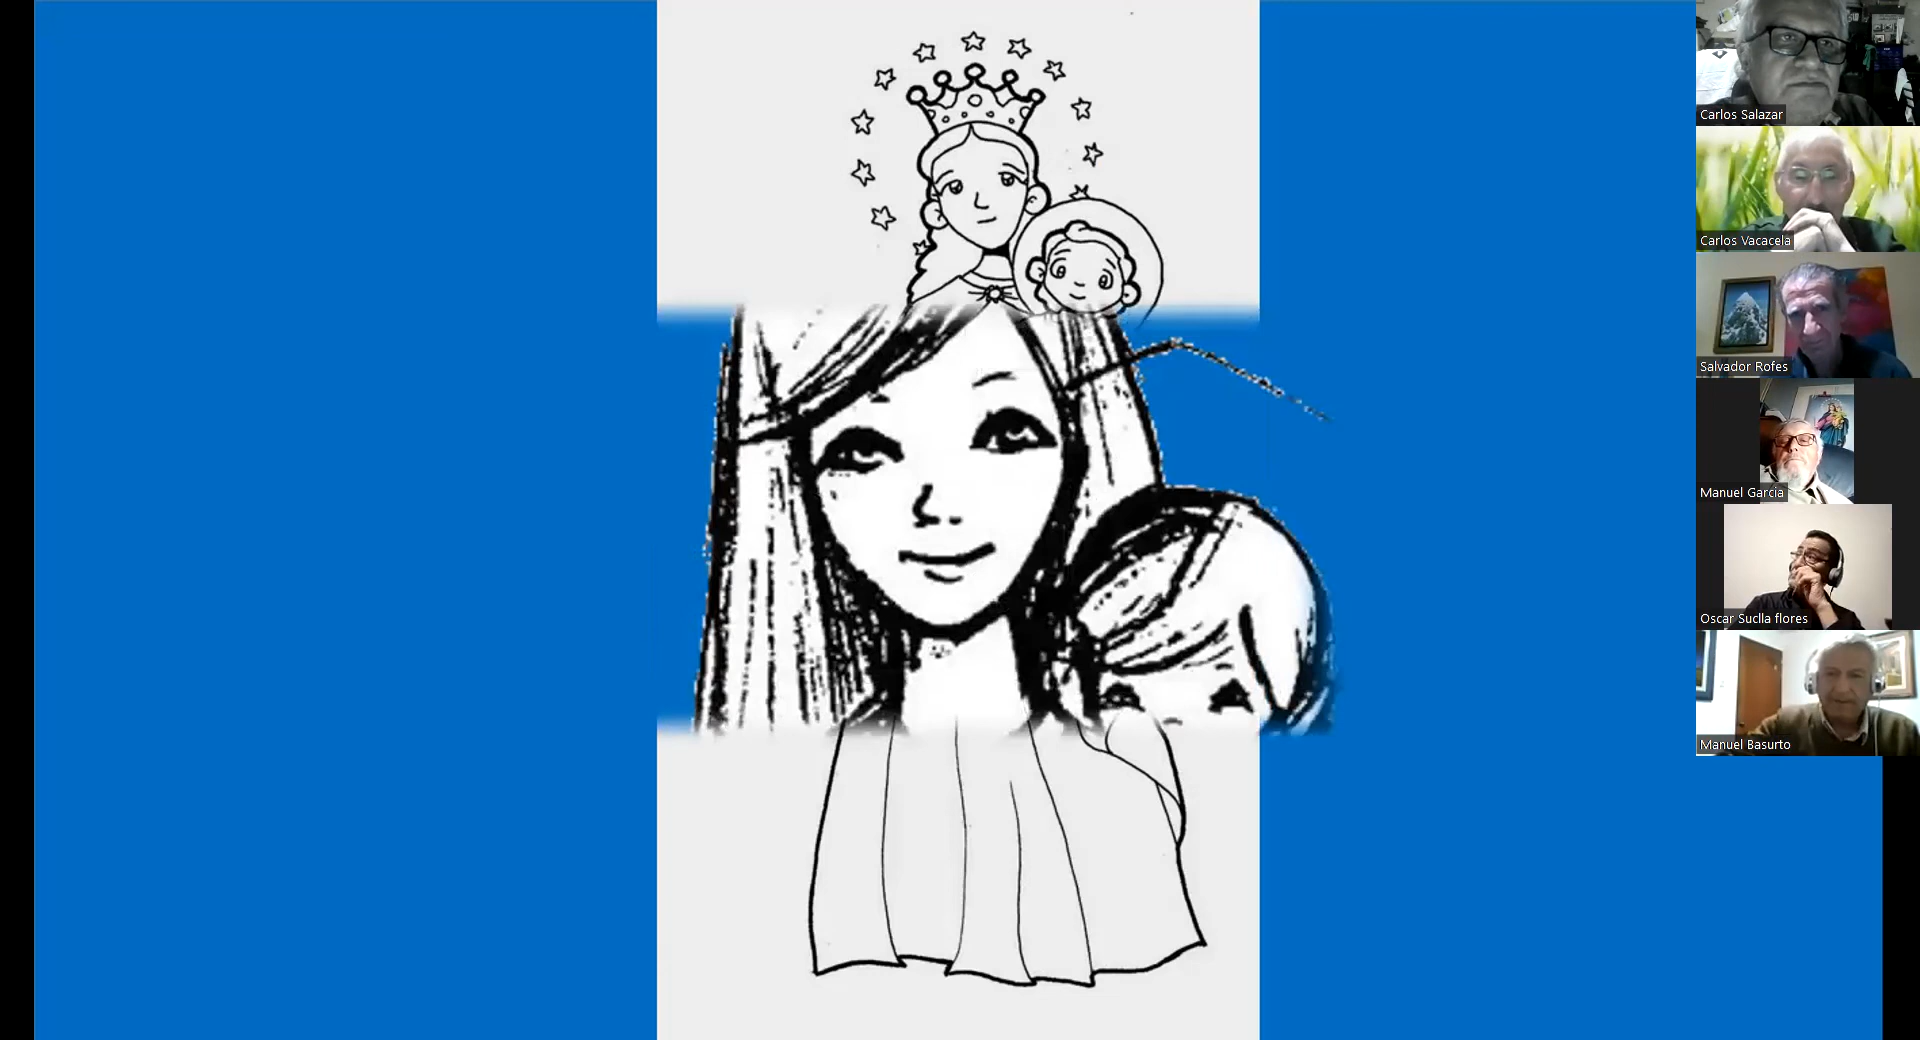 Carlos Salazar
Carlos Vacacela
Salvador Rofes
Manuel Garcia
Oscar Suclla flores
Manuel Basurto